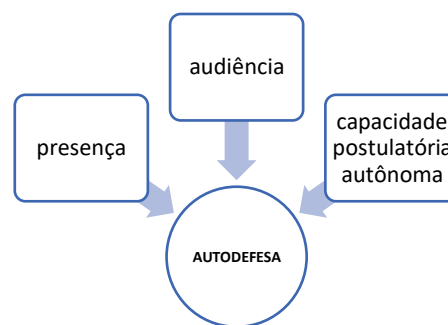 audiência
presença
capacidade
postulatória
autônoma
AUTODEFESA